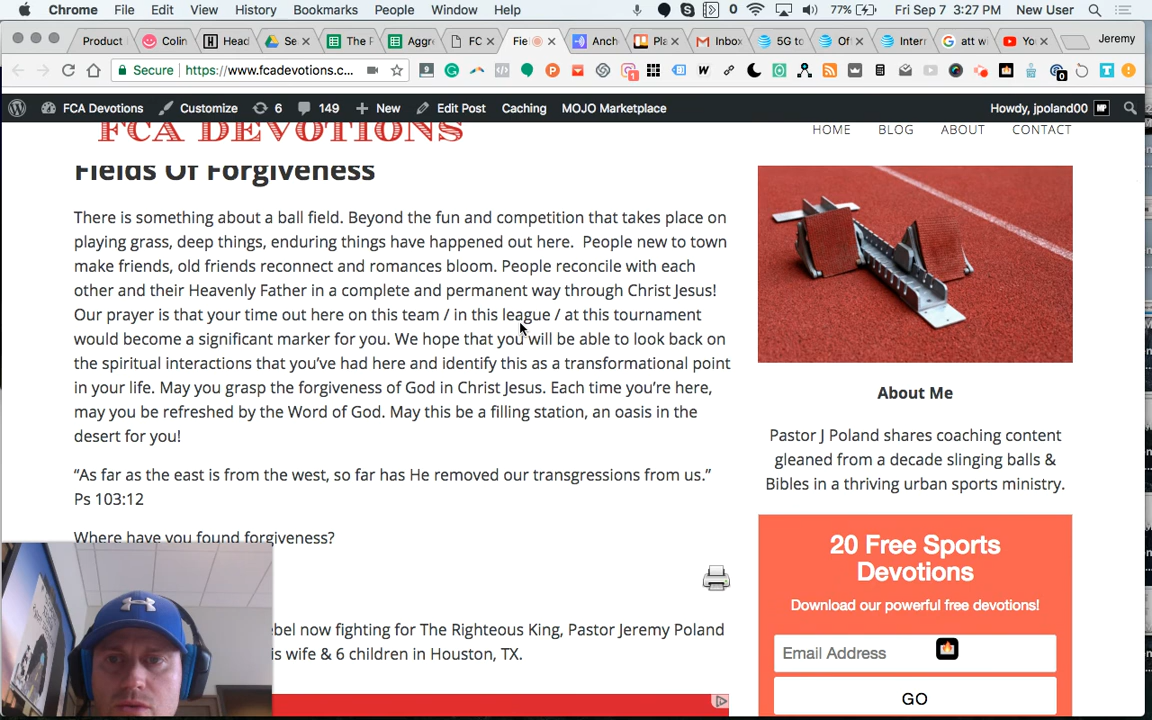 Chrome File Edit View History Bookmarks People Window Help 0 77% Fri Sep 7 3:27 PM New User
Product Colin Head Se The F Aggre FC Fiel Anch Pla Inbo 5G to Of Intern att w Yo Jeremy
Secure https://www.fcadevotions.c...
FCA Devotions Customize 6 149 New Edit Post Caching MOJO Marketplace Howdy, jpoland00
FCA DEVOTIONS
HOME BLOG ABOUT CONTACT
Fields Of Forgiveness
There is something about a ball field. Beyond the fun and competition that takes place on
playing grass, deep things, enduring things have happened out here. People new to town
make friends, old friends reconnect and romances bloom. People reconcile with each
other and their Heavenly Father in a complete and permanent way through Christ Jesus!
Our prayer is that your time out here on this team / in this league / at this tournament
would become a significant marker for you. We hope that you will be able to look back on
the spiritual interactions that you’ve had here and identify this as a transformational point
in your life. May you grasp the forgiveness of God in Christ Jesus. Each time you’re here,
may you be refreshed by the Word of God. May this be a filling station, an oasis in the
desert for you!
“As far as the east is from the west, so far has He removed our transgressions from us.”
Ps 103:12
Where have you found forgiveness?
ebel now fighting for The Righteous King, Pastor Jeremy Poland
is wife & 6 children in Houston, TX.
About Me
Pastor J Poland shares coaching content
gleaned from a decade slinging balls &
Bibles in a thriving urban sports ministry.
20 Free Sports
Devotions
Download our powerful free devotions!
Email Address
GO